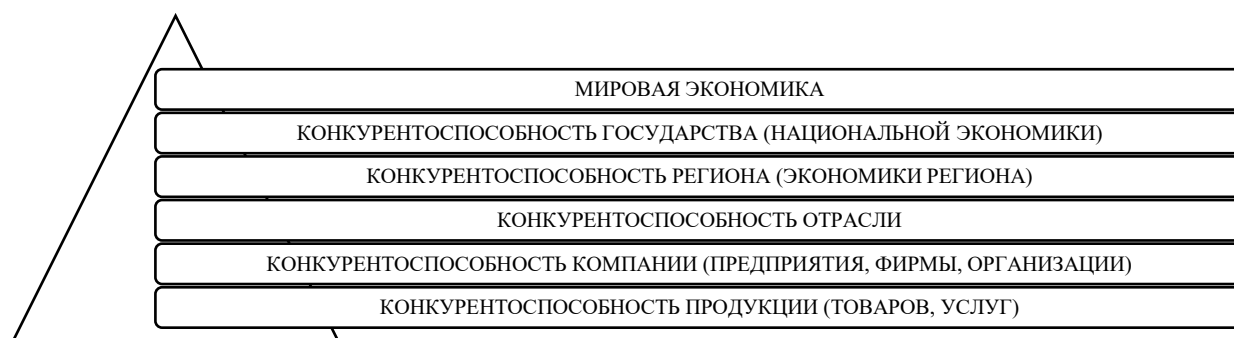 МИРОВАЯ ЭКОНОМИКА
КОНКУРЕНТОСПОСОБНОСТЬ ГОСУДАРСТВА (НАЦИОНАЛЬНОЙ ЭКОНОМИКИ)
КОНКУРЕНТОСПОСОБНОСТЬ РЕГИОНА (ЭКОНОМИКИ РЕГИОНА)
КОНКУРЕНТОСПОСОБНОСТЬ ОТРАСЛИ
КОНКУРЕНТОСПОСОБНОСТЬ КОМПАНИИ (ПРЕДПРИЯТИЯ, ФИРМЫ, ОРГАНИЗАЦИИ)
КОНКУРЕНТОСПОСОБНОСТЬ ПРОДУКЦИИ (ТОВАРОВ, УСЛУГ)